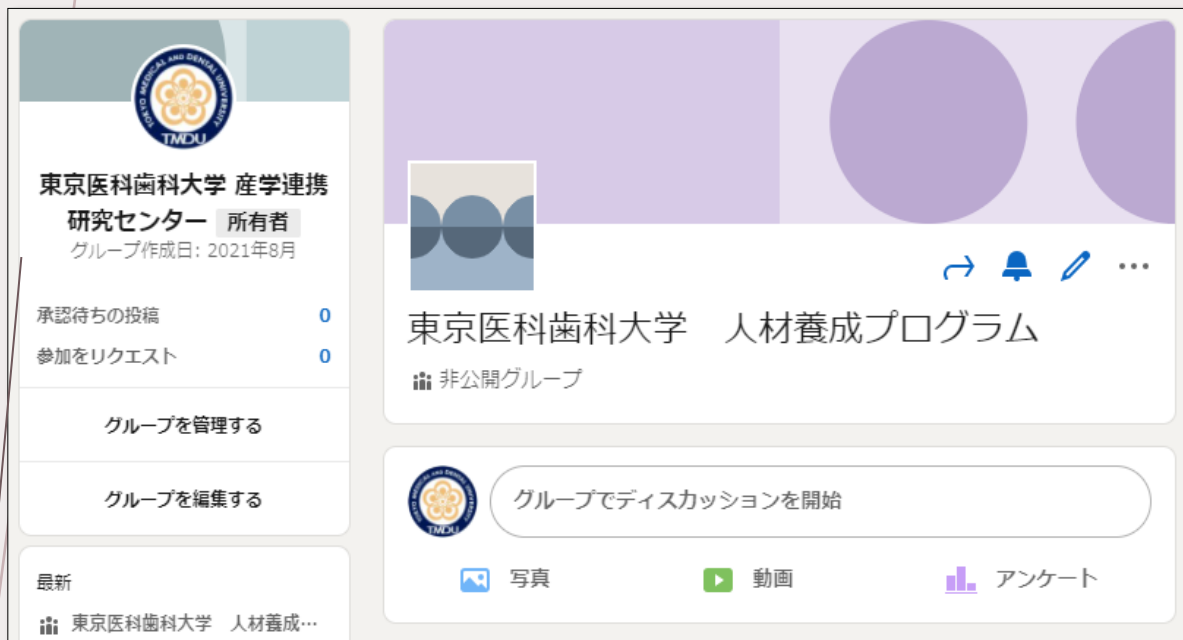 TOKYO MEDICAL AND DENTAL UNIVERSITY
TMDU
東京医科歯科大学 産学連携
研究センター 所有者
グループ作成日: 2021年8月
承認待ちの投稿 0
参加をリクエスト 0
グループを管理する
グループを編集する
最新
東京医科歯科大学　人材養成…
東京医科歯科大学　人材養成プログラム
非公開グループ
TMDU
グループでディスカッションを開始
写真
動画
アンケート